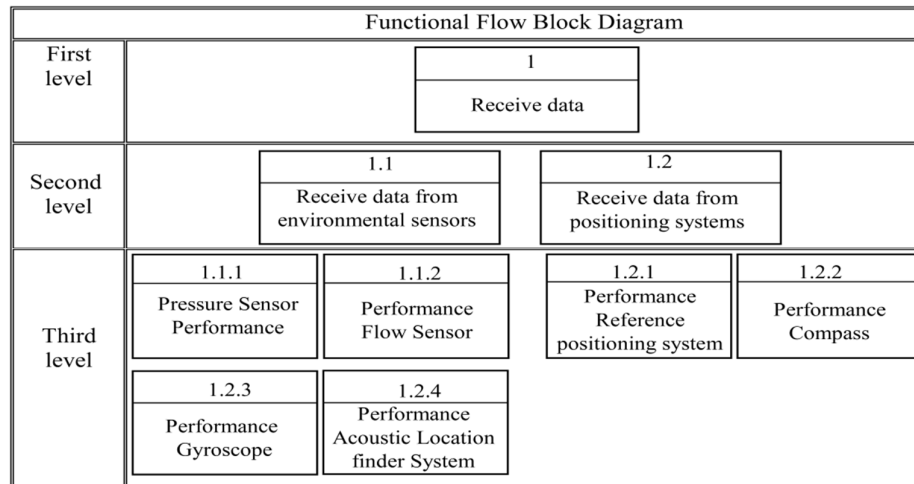 Functional Flow Block Diagram
First
level
1
Receive data
Second
level
1.1
Receive data from
environmental sensors
1.2
Receive data from
positioning systems
Third
level
1.1.1
Pressure Sensor
Performance
1.1.2
Performance
Flow Sensor
1.2.1
Performance
Reference
positioning system
1.2.2
Performance
Compass
1.2.3
Performance
Gyroscope
1.2.4
Performance
Acoustic Location
finder System